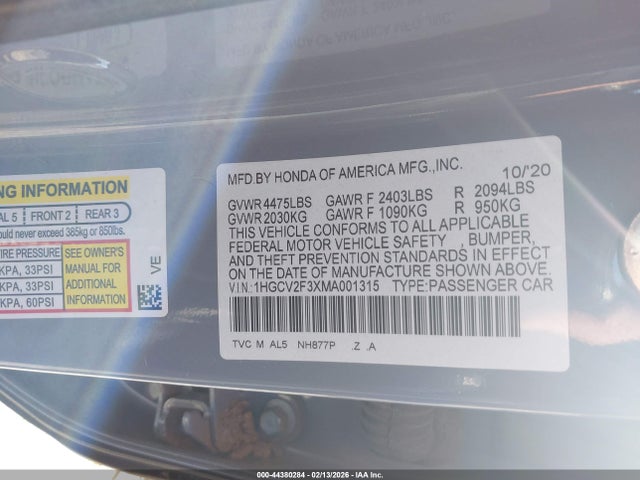 NG INFORMATION
AL 5 FRONT 2 REAR 3
ould never exceed 385kg or 850lbs.
TIRE PRESSURE
KPA, 33PSI
KPA, 33PSI
KPA, 60PSI
SEE OWNER'S
MANUAL FOR
ADDITIONAL
INFORMATION
VE
MFD.BY HONDA OF AMERICA MFG.,INC. 10/'20
GVWR 4475LBS GAWR F 2403LBS R 2094LBS
GVWR 2030KG GAWR F 1090KG R 950KG
THIS VEHICLE CONFORMS TO ALL APPLICABLE
FEDERAL MOTOR VEHICLE SAFETY , BUMPER,
AND THEFT PREVENTION STANDARDS IN EFFECT
ON THE DATE OF MANUFACTURE SHOWN ABOVE.
V.I.N.: 1HGCV2F3XMA001315 TYPE:PASSENGER CAR
TVC M AL5 NH877P .Z .A
000-44380284 - 02/13/2026 - IAA Inc.